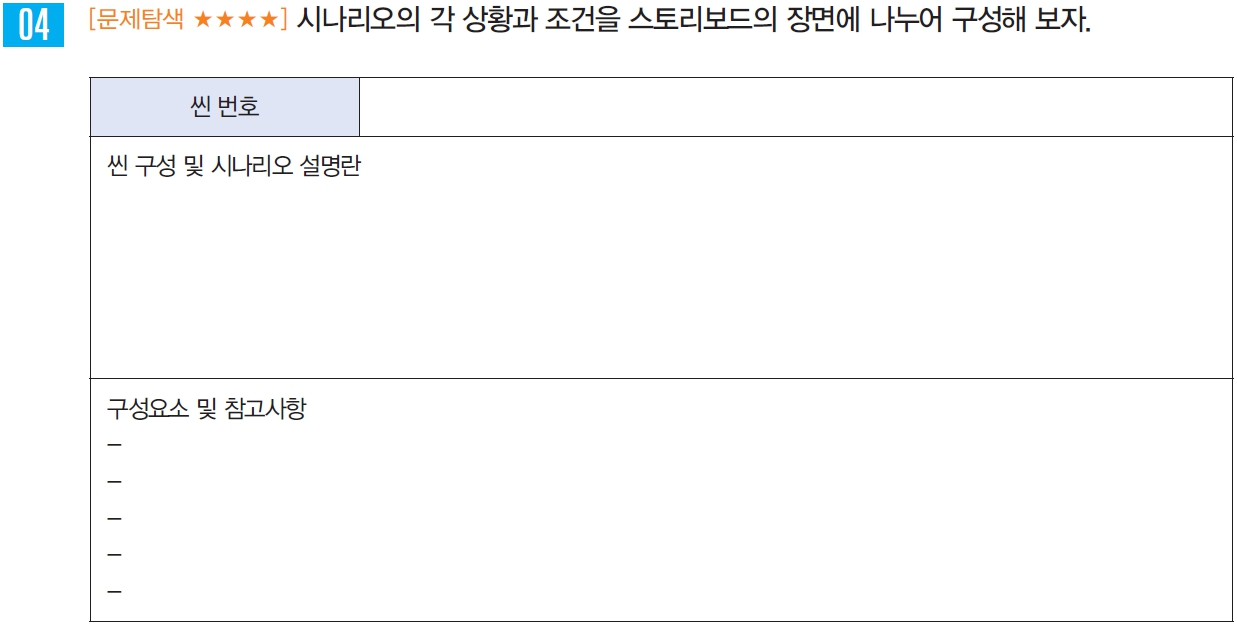 04 [문제탐색 ★★★★] 시나리오의 각 상황과 조건을 스토리보드의 장면에 나누어 구성해 보자.
씬 번호
씬 구성 및 시나리오 설명란
구성요소 및 참고사항
–
–
–
–
–